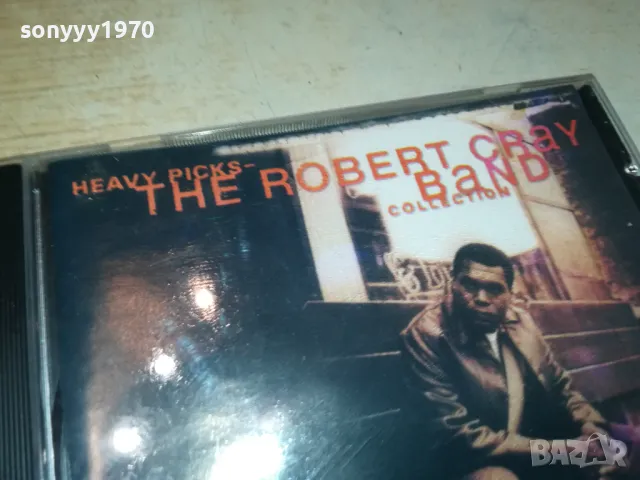 sonyyy1970
HEAVY PICKS-
THE ROBERT CRay
BaND
COLLECTION
BAZAR